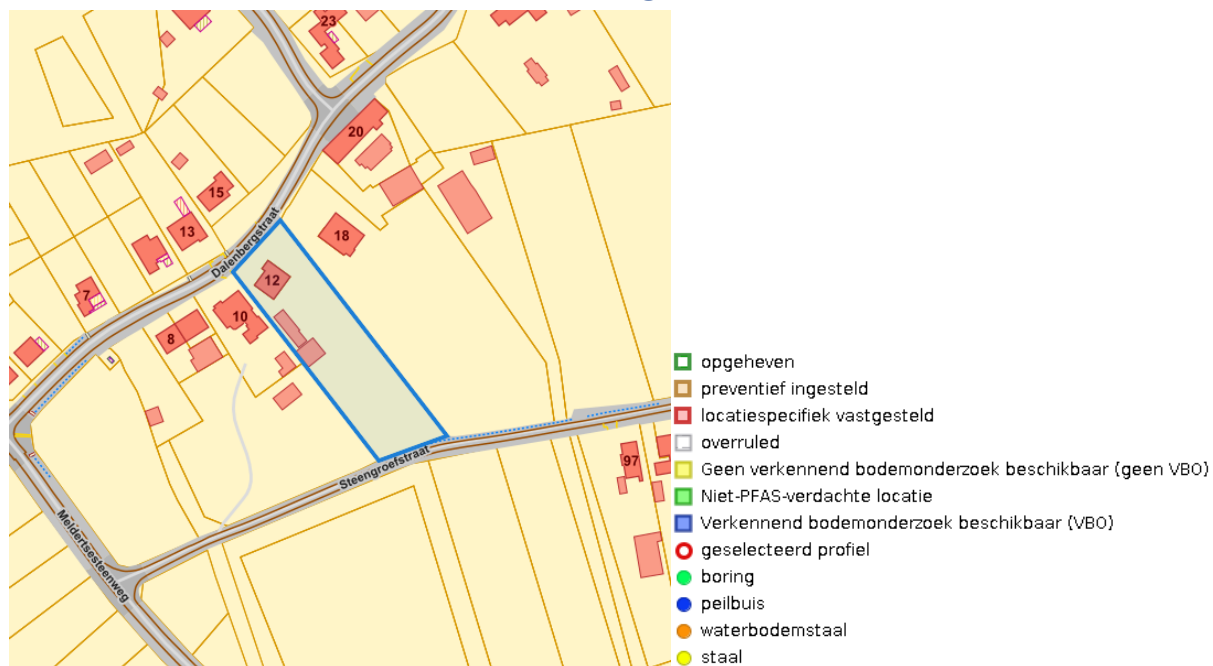 23
20
15
13
18
Dalenbergstraat
12
7
10
8
Steengroefstraat
97
Meldertsesteenweg
opgeheven
preventief ingesteld
locatiespecifiek vastgesteld
overruled
Geen verkennend bodemonderzoek beschikbaar (geen VBO)
Niet-PFAS-verdachte locatie
Verkennend bodemonderzoek beschikbaar (VBO)
geselecteerd profiel
boring
peilbuis
waterbodemstaal
staal